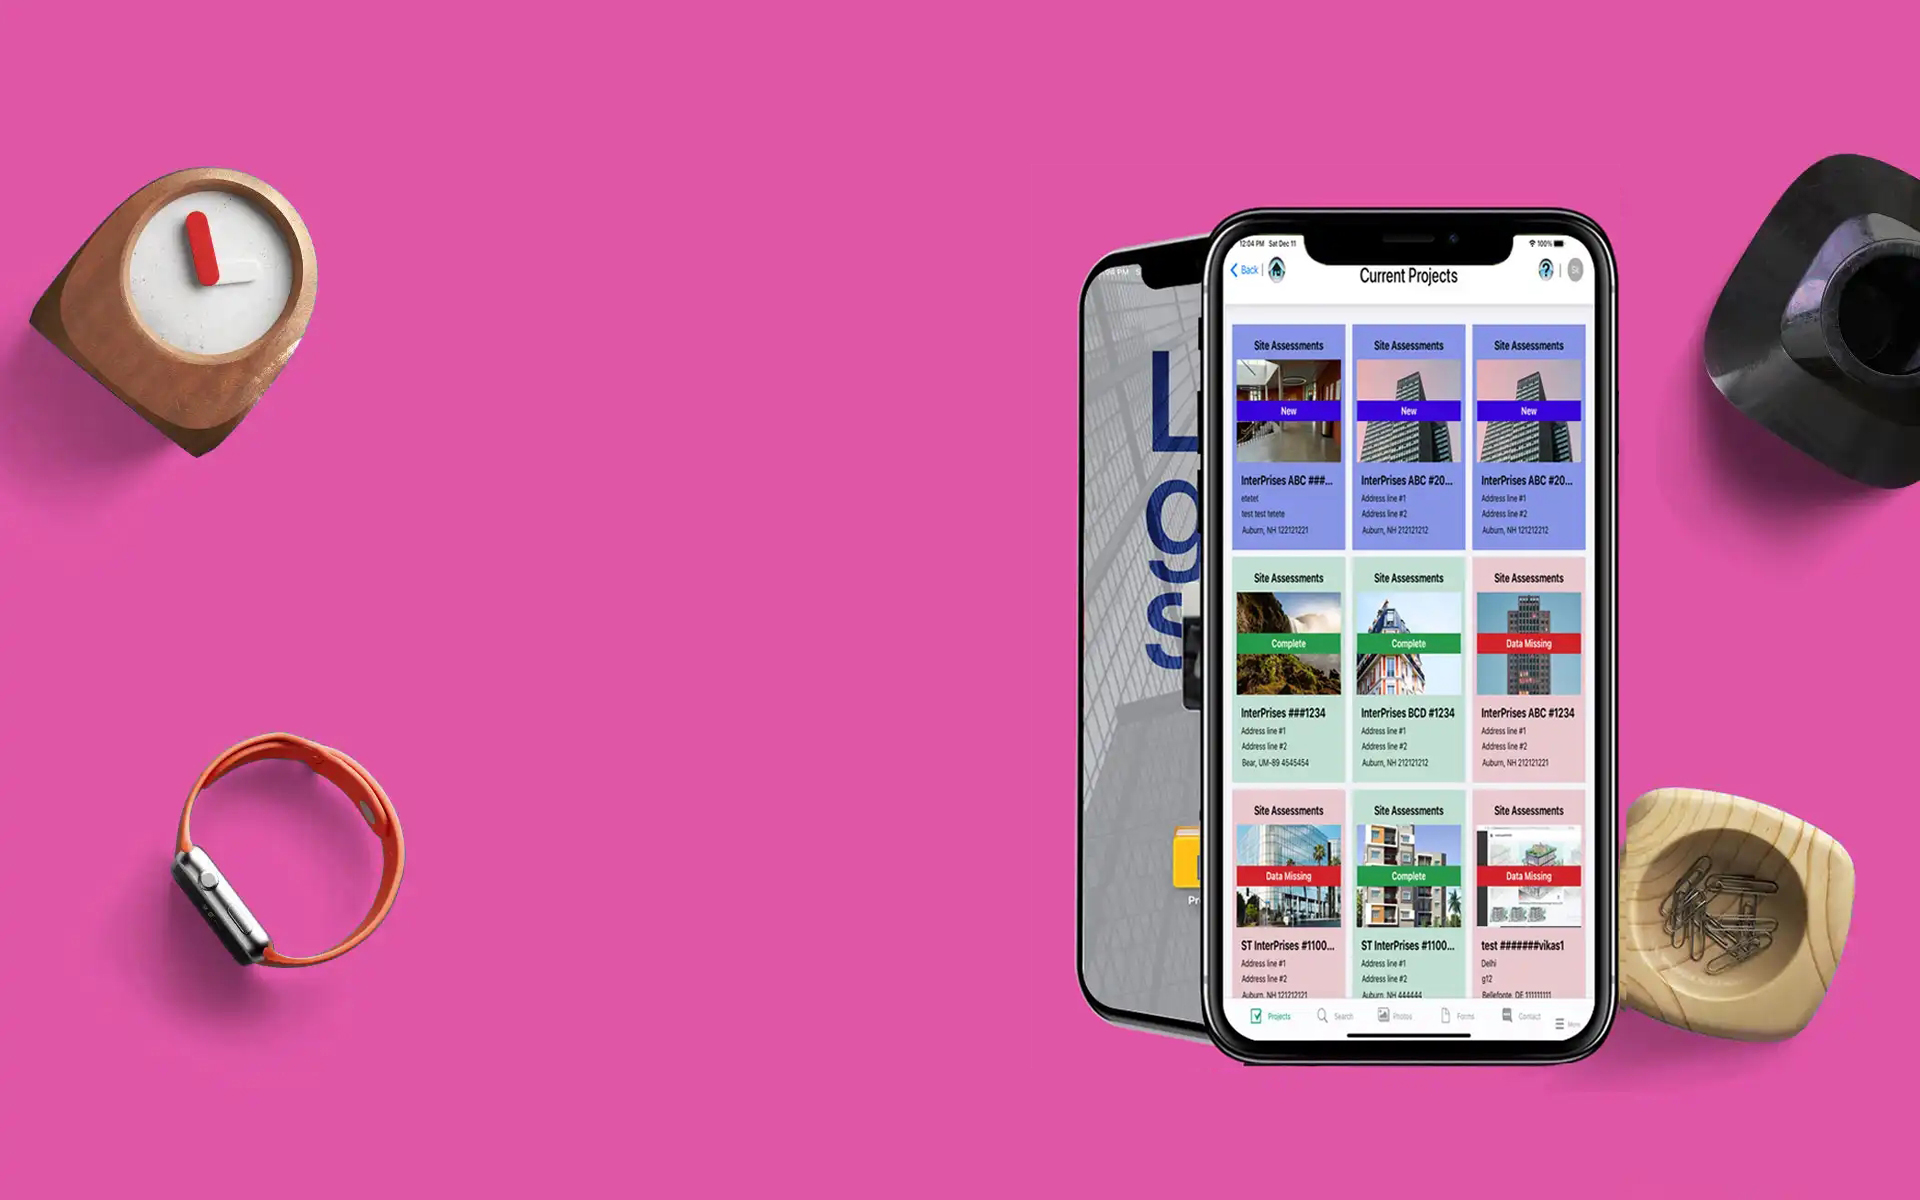 L
g
S
12:04 PM Sat Dec 11
100%
Back
Current Projects
Site Assessments
New
InterPrises ABC ###...
etetet
test test tetete
Auburn, NH 122121221
Site Assessments
New
InterPrises ABC #20...
Address line #1
Address line #2
Auburn, NH 212121212
Site Assessments
New
InterPrises ABC #20...
Address line #1
Address line #2
Auburn, NH 121212212
Site Assessments
Complete
InterPrises ###1234
Address line #1
Address line #2
Bear, UM-89 4545454
Site Assessments
Complete
InterPrises BCD #1234
Address line #1
Address line #2
Auburn, NH 212121212
Site Assessments
Data Missing
InterPrises ABC #1234
Address line #1
Address line #2
Auburn, NH 212121221
Site Assessments
Data Missing
ST InterPrises #1100...
Address line #1
Address line #2
Auburn, NH 121212121
Site Assessments
Complete
ST InterPrises #1100...
Address line #1
Address line #2
Auburn, NH 444444
Site Assessments
Data Missing
test #######vikas1
Delhi
g12
Bellefonte, DE 111111111
Projects
Search
Photos
Forms
Contact
More